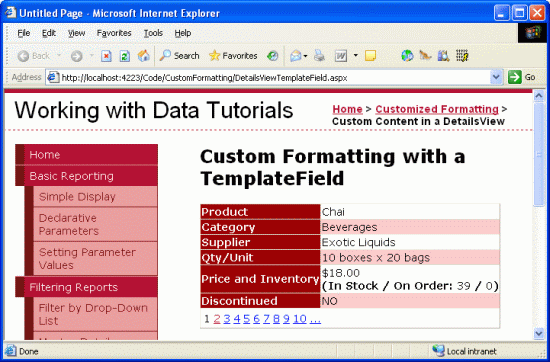 Untitled Page - Microsoft Internet Explorer
File Edit View Favorites Tools Help
Back Search Favorites
Address http://localhost:4223/Code/CustomFormatting/DetailsViewTemplateField.aspx Go
Working with Data Tutorials
Home > Customized Formatting >
Custom Content in a DetailsView
Home
Basic Reporting
Simple Display
Declarative
Parameters
Setting Parameter
Values
Filtering Reports
Filter by Drop-Down
List
Custom Formatting with a
TemplateField
Product Chai
Category Beverages
Supplier Exotic Liquids
Qty/Unit 10 boxes x 20 bags
Price and Inventory $18.00
(In Stock / On Order: 39 / 0)
Discontinued NO
1 2 3 4 5 6 7 8 9 10 ...
Done Local intranet